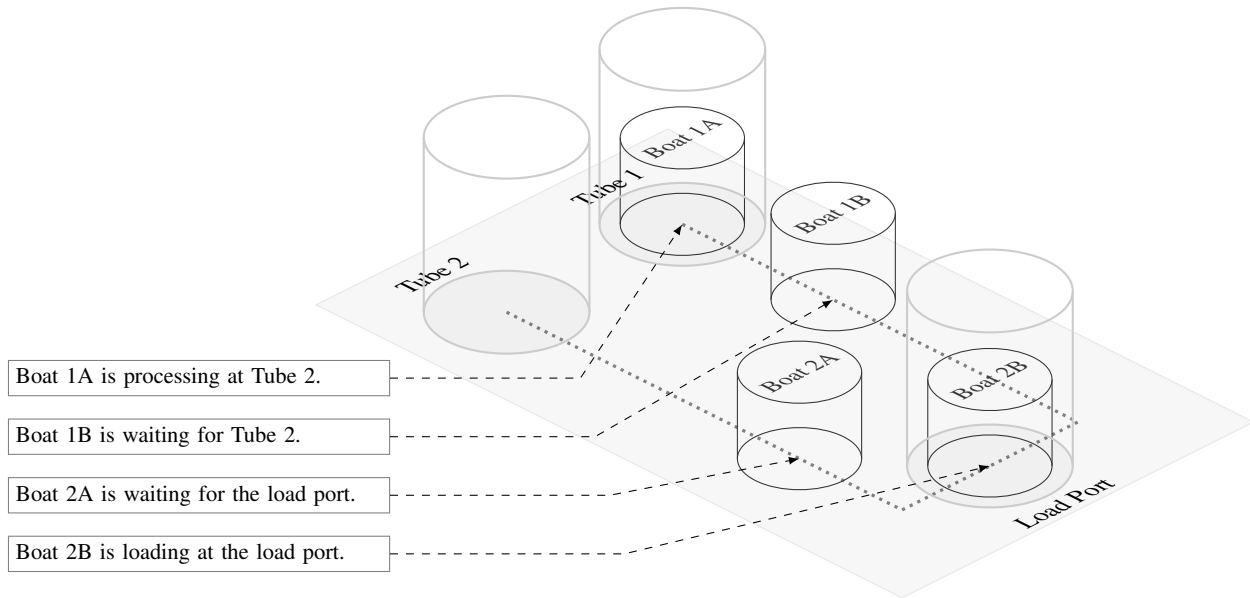 Boat 1A
Tube 1
Boat 1B
Tube 2
Boat 2A
Boat 2B
Boat 1A is processing at Tube 2.
Boat 1B is waiting for Tube 2.
Boat 2A is waiting for the load port.
Load Port
Boat 2B is loading at the load port.